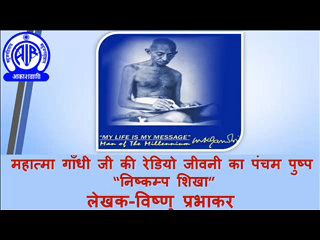 आकाशवाणी
"MY LIFE IS MY MESSAGE"
Man of The Millennium
महात्मा गाँधी जी की रेडियो जीवनी का पंचम पुष्प
“निष्कम्प शिखा”
लेखक-विष्णु प्रभाकर